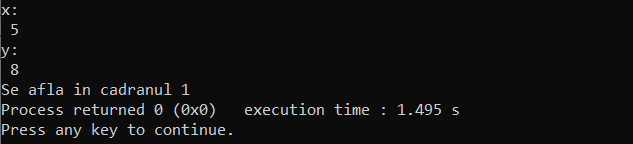 x:
 5
y:
 8
Se afla in cadranul 1
Process returned 0 (0x0)   execution time : 1.495 s
Press any key to continue.